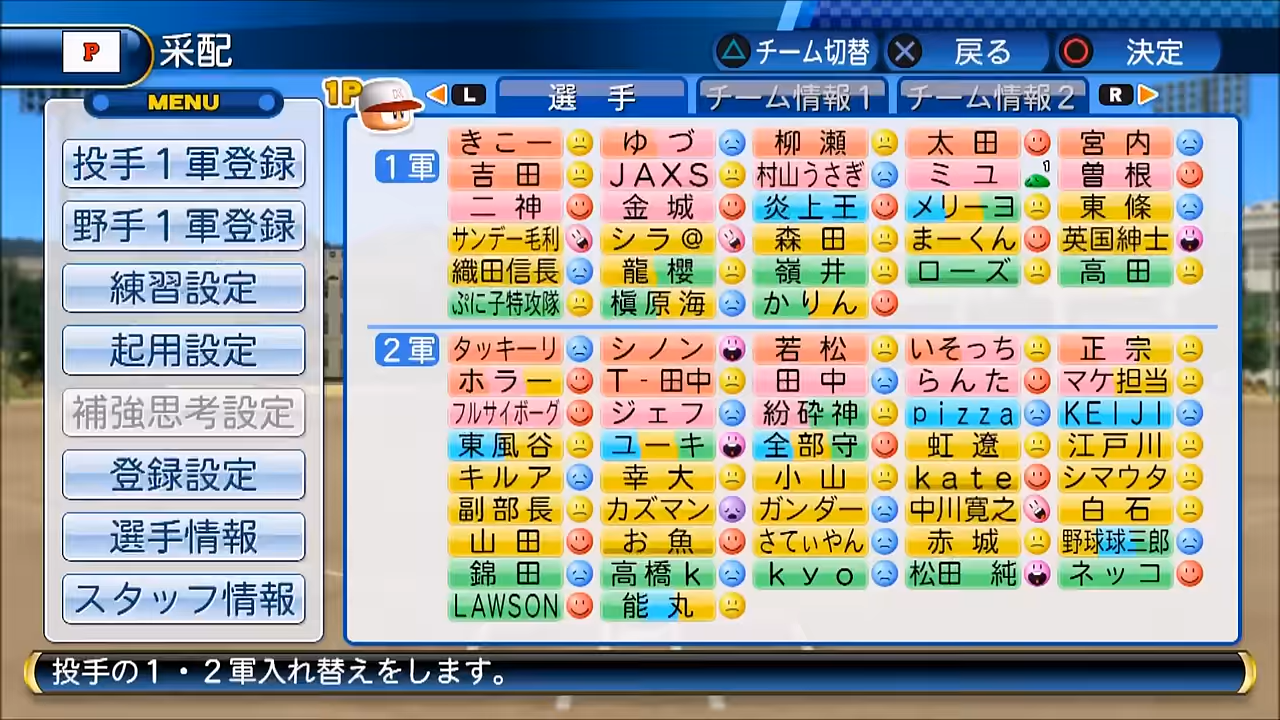 P 采配 チーム切替 戻る 決定
MENU
1P L 選手 チーム情報1 チーム情報2 R
投手1軍登録
野手1軍登録
練習設定
起用設定
補強思考設定
登録設定
選手情報
スタッフ情報
1軍
きこー ゆづ 柳瀬 太田 宮内
吉田 JAXS 村山うさぎ ミユ 1 曽根
二神 金城 炎上王 メリーヨ 東條
サンデー毛利 シラ@ 森田 まーくん 英国紳士
織田信長 龍櫻 嶺井 ローズ 高田
ぷに子特攻隊 槇原海 かりん
2軍
タッキーリ シノン 若松 いそっち 正宗
ホラー T-田中 田中 らんた マケ担当
フルサイボーグ ジェフ 紛砕神 pizza KEIJI
東風谷 ユーキ 全部守 虹遼 江戸川
キルア 幸大 小山 kate シマウタ
副部長 カズマン ガンダー 中川寛之 白石
山田 お魚 さてぃやん 赤城 野球球三郎
錦田 高橋k kyo 松田 純 ネッコ
LAWSON 能丸
投手の1・2軍入れ替えをします。